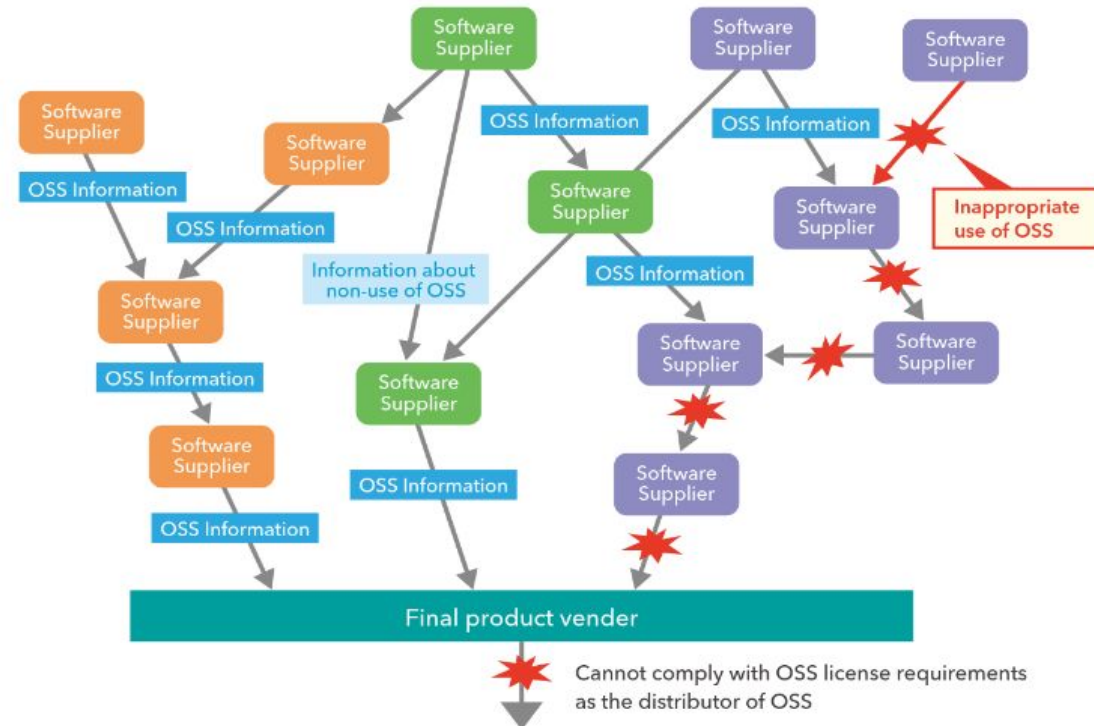 Software
Supplier
Software
Supplier
Software
Supplier
Software
Supplier
Software
Supplier
OSS Information
OSS Information
OSS Information
Software
Supplier
Software
Supplier
Inappropriate
use of OSS
OSS Information
Information about
non-use of OSS
OSS Information
Software
Supplier
Software
Supplier
Software
Supplier
OSS Information
Software
Supplier
Software
Supplier
Software
Supplier
OSS Information
OSS Information
Final product vender
Cannot comply with OSS license requirements
as the distributor of OSS